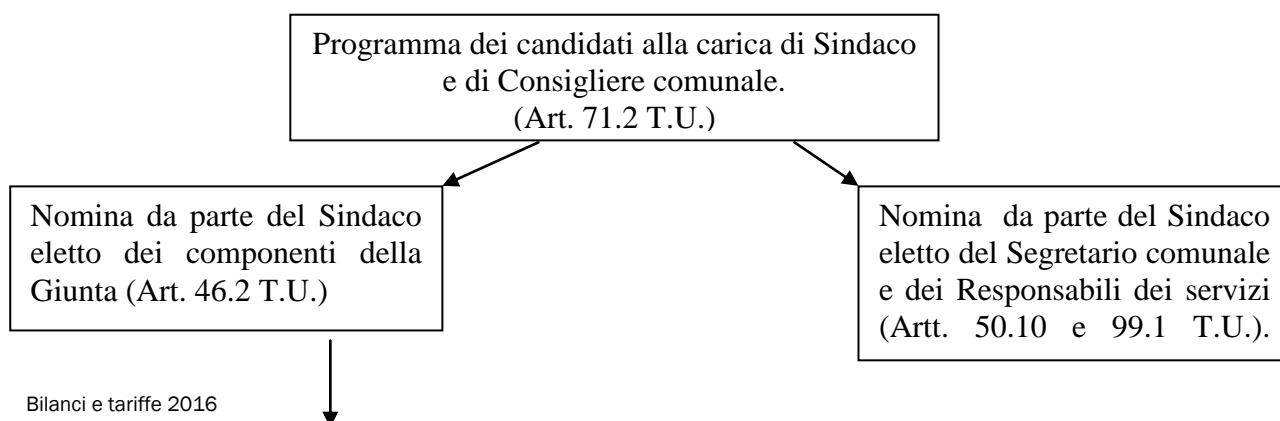 Programma dei candidati alla carica di Sindaco
e di Consigliere comunale.
(Art. 71.2 T.U.)
Nomina da parte del Sindaco
eletto dei componenti della
Giunta (Art. 46.2 T.U.)
Nomina da parte del Sindaco
eletto del Segretario comunale
e dei Responsabili dei servizi
(Artt. 50.10 e 99.1 T.U.).
Bilanci e tariffe 2016